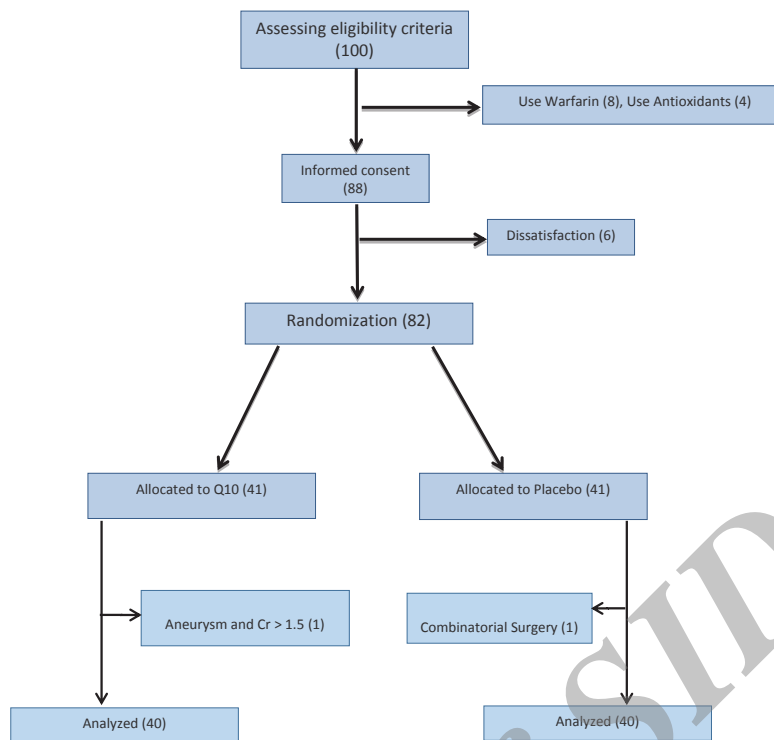 Assessing eligibility criteria
(100)
Use Warfarin (8), Use Antioxidants (4)
Informed consent
(88)
Dissatisfaction (6)
Randomization (82)
Allocated to Q10 (41)
Allocated to Placebo (41)
Aneurysm and Cr > 1.5 (1)
Combinatorial Surgery (1)
Analyzed (40)
Analyzed (40)
SID